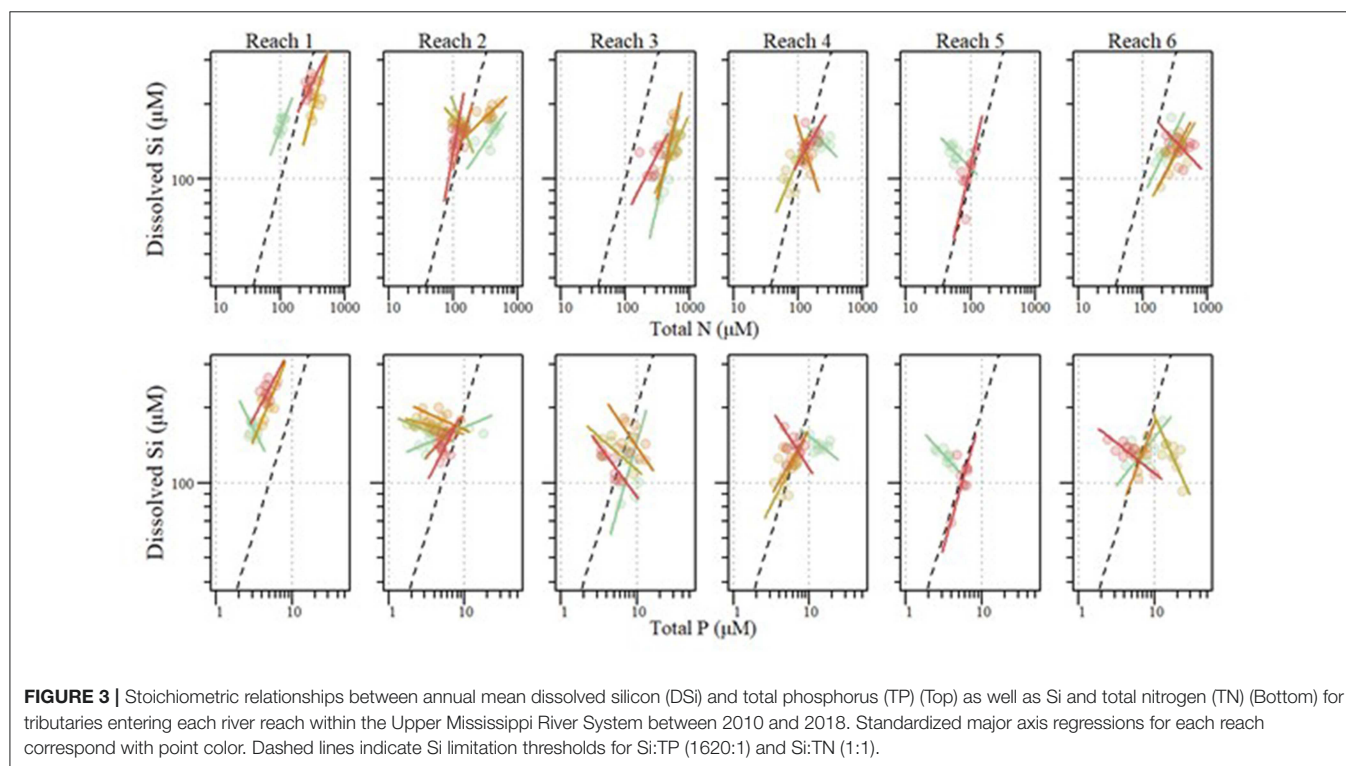 Reach 1 Reach 2 Reach 3 Reach 4 Reach 5 Reach 6
Dissolved Si (μM)
100
10 100 1000 10 100 1000 10 100 1000 10 100 1000 10 100 1000 10 100 1000
Total N (μM)
Dissolved Si (μM)
100
1 10 1 10 1 10 1 10 1 10 1 10
Total P (μM)
FIGURE 3 | Stoichiometric relationships between annual mean dissolved silicon (DSi) and total phosphorus (TP) (Top) as well as Si and total nitrogen (TN) (Bottom) for
tributaries entering each river reach within the Upper Mississippi River System between 2010 and 2018. Standardized major axis regressions for each reach
correspond with point color. Dashed lines indicate Si limitation thresholds for Si:TP (1620:1) and Si:TN (1:1).